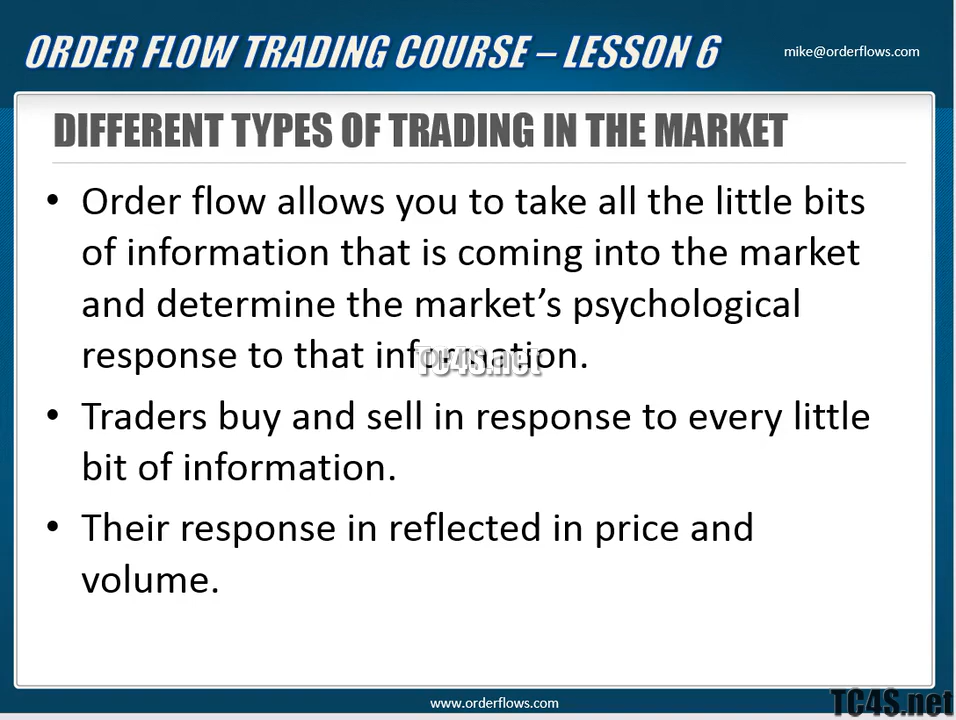 ORDER FLOW TRADING COURSE – LESSON 6
mike@orderflows.com
DIFFERENT TYPES OF TRADING IN THE MARKET
• Order flow allows you to take all the little bits
of information that is coming into the market
and determine the market’s psychological
response to that information.
TC4S.net
• Traders buy and sell in response to every little
bit of information.
• Their response in reflected in price and
volume.
www.orderflows.com
TC4S.net